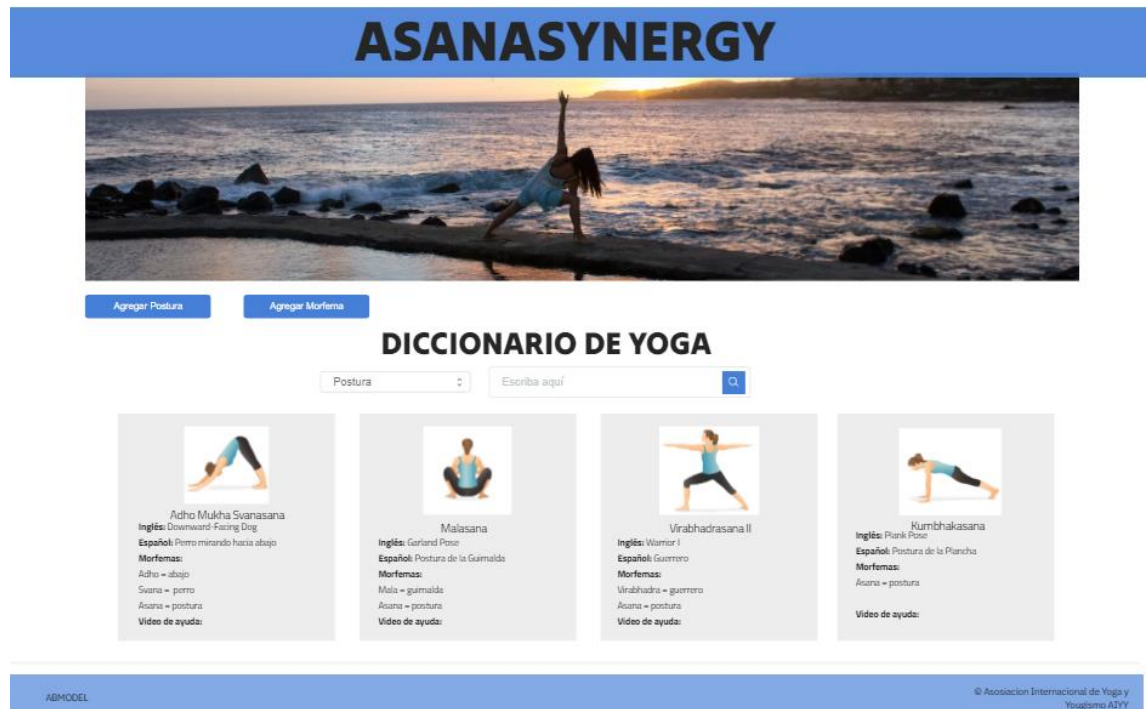 ASANASYNERGY
Agregar Postura
Agregar Morfema
DICCIONARIO DE YOGA
Postura
Escriba aquí
Adho Mukha Svanasana
Inglés: Downward-Facing Dog
Español: Perro mirando hacia abajo
Morfemas:
Adho = abajo
Svana = perro
Asana = postura
Video de ayuda:
Malasana
Inglés: Garland Pose
Español: Postura de la Guirnalda
Morfemas:
Mala = guirnalda
Asana = postura
Video de ayuda:
Virabhadrasana II
Inglés: Warrior I
Español: Guerrero
Morfemas:
Virabhadra = guerrero
Asana = postura
Video de ayuda:
Kumbhakasana
Inglés: Plank Pose
Español: Postura de la Plancha
Morfemas:
Asana = postura
Video de ayuda:
ABMODEL
© Asosiacion Internacional de Yoga y
Yougismo AIYY